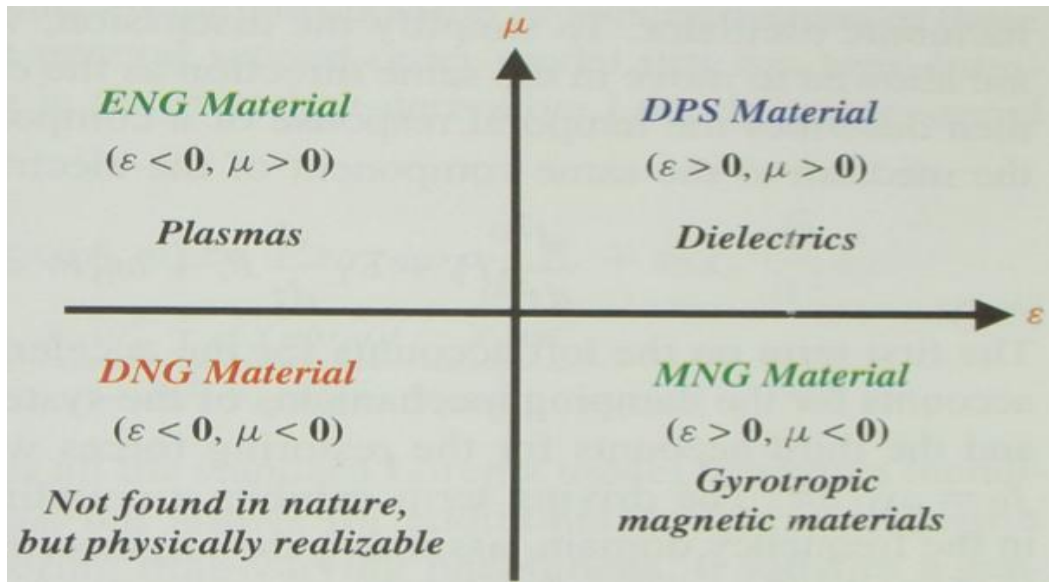 μ
ENG Material
(ε < 0, μ > 0)
Plasmas
DPS Material
(ε > 0, μ > 0)
Dielectrics
ε
DNG Material
(ε < 0, μ < 0)
Not found in nature,
but physically realizable
MNG Material
(ε > 0, μ < 0)
Gyrotropic
magnetic materials